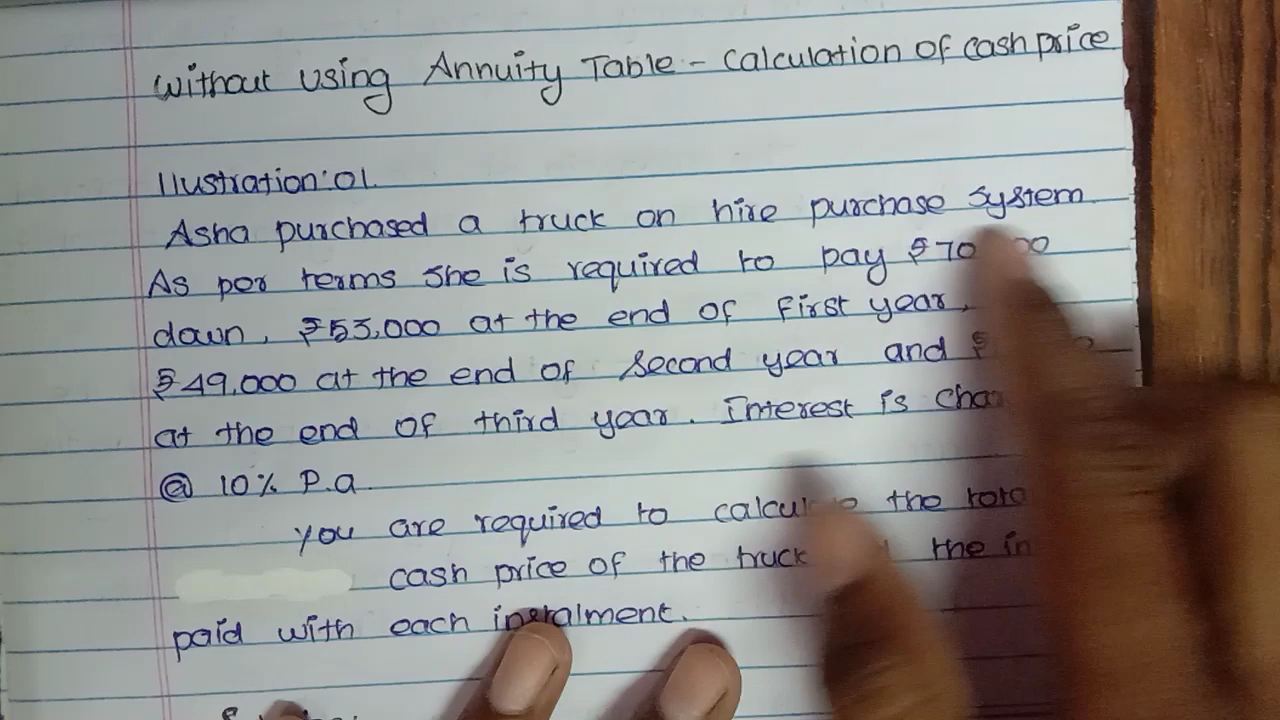 Without Using Annuity Table - Calculation of cash price
Illustration:01.
Asha purchased a truck on hire purchase system.
As per terms she is required to pay
down, ₹53,000 at the end of first year,
₹49,000 at the end of second year and ₹
at the end of third year. Interest is
@ 10% P.a.
you are required to the
cash price of the truck the
paid with each instalment.